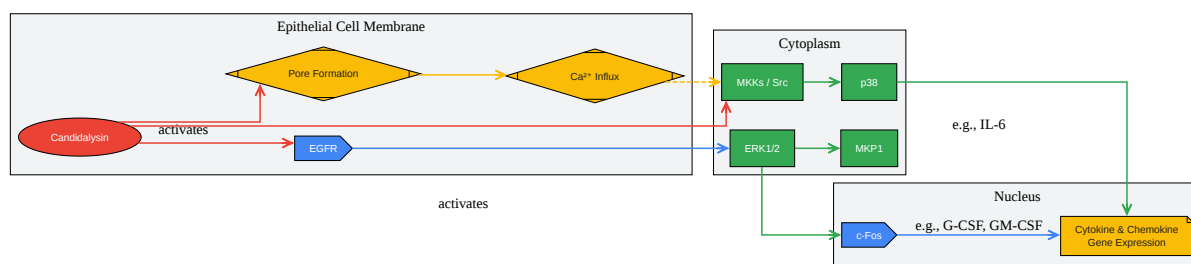 Epithelial Cell Membrane
Cytoplasm
Pore Formation
Ca²⁺ Influx
MKKs / Src
p38
Candidalysin
activates
e.g., IL-6
EGFR
ERK1/2
MKP1
activates
Nucleus
c-Fos
e.g., G-CSF, GM-CSF
Cytokine & Chemokine
Gene Expression